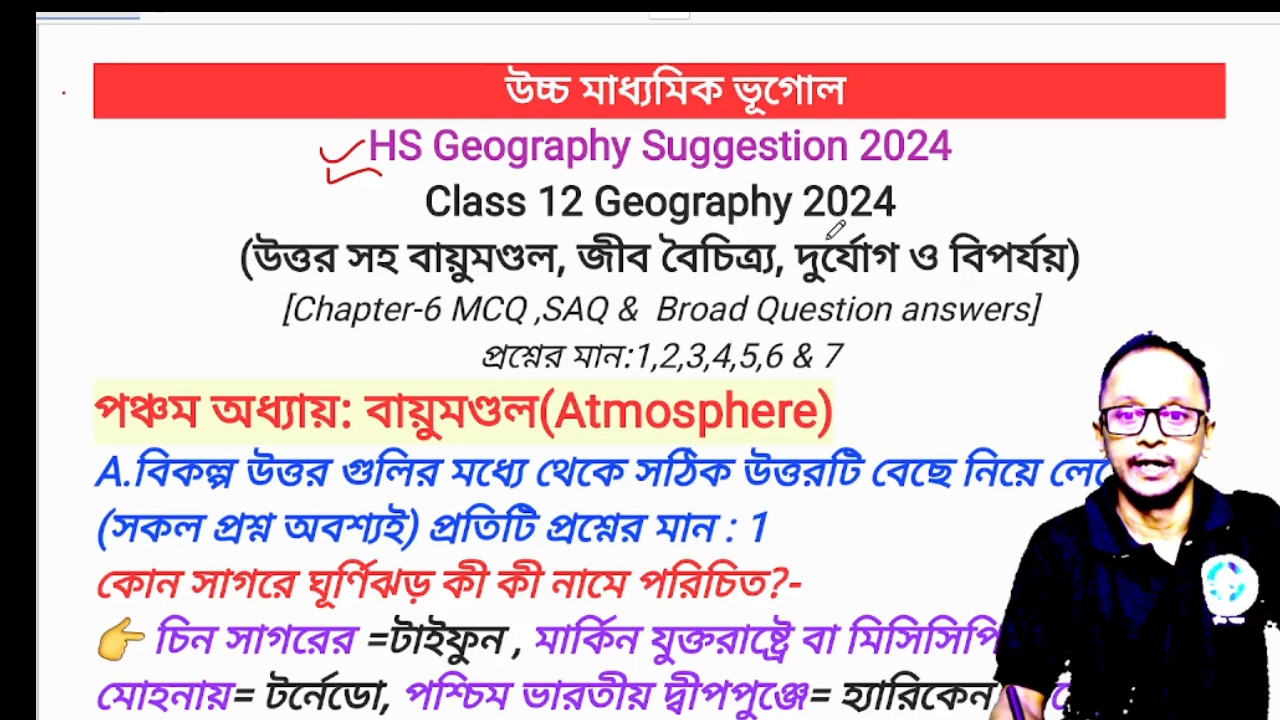 উচ্চ মাধ্যমিক ভূগোল
HS Geography Suggestion 2024
Class 12 Geography 2024
(উত্তর সহ বায়ুমণ্ডল, জীব বৈচিত্র্য, দুর্যোগ ও বিপর্যয়)
[Chapter-6 MCQ ,SAQ & Broad Question answers]
প্রশ্নের মান:1,2,3,4,5,6 & 7
পঞ্চম অধ্যায়: বায়ুমণ্ডল(Atmosphere)
A.বিকল্প উত্তর গুলির মধ্যে থেকে সঠিক উত্তরটি বেছে নিয়ে
(সকল প্রশ্ন অবশ্যই) প্রতিটি প্রশ্নের মান : 1
কোন সাগরে ঘূর্ণিঝড় কী কী নামে পরিচিত?-
👉 চিন সাগরের =টাইফুন , মার্কিন যুক্তরাষ্ট্রে বা মিসিসিপি
মোহনায়= টর্নেডো, পশ্চিম ভারতীয় দ্বীপপুঞ্জে= হ্যারিকেন